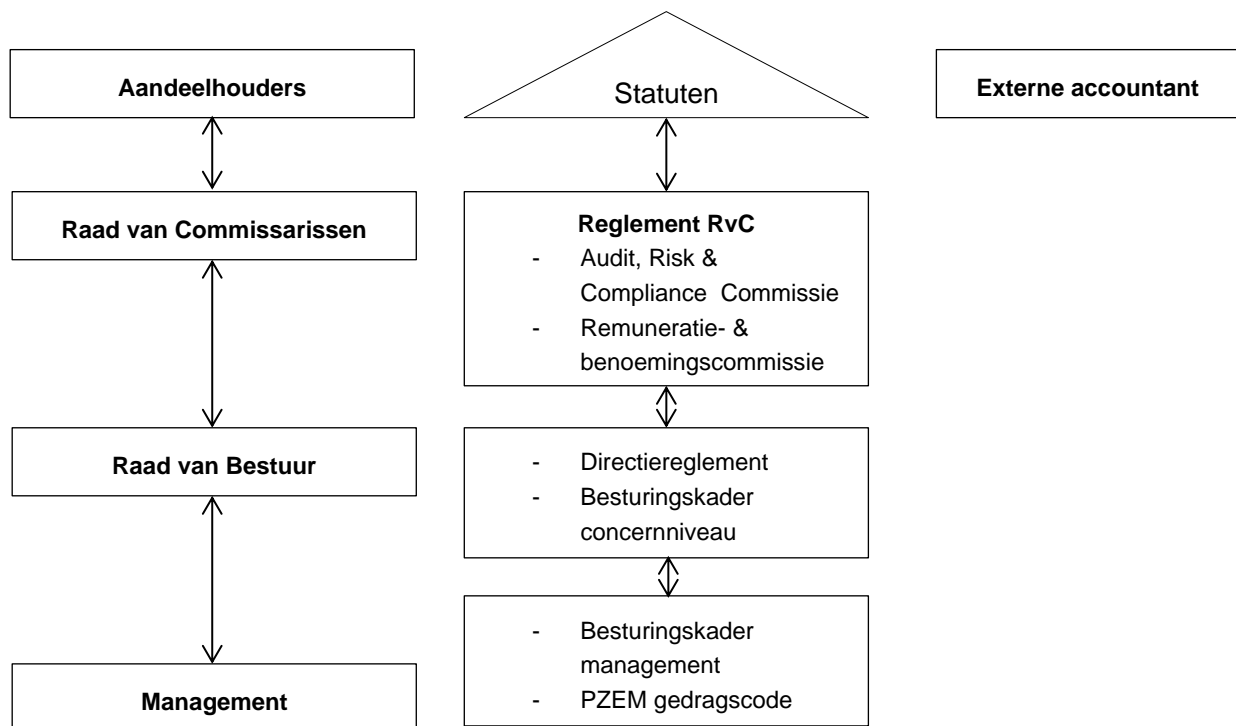 Aandeelhouders
Statuten
Externe accountant
Raad van Commissarissen
Reglement RvC
- Audit, Risk &
Compliance Commissie
- Remuneratie- &
benoemingscommissie
Raad van Bestuur
- Directiereglement
- Besturingskader
concernniveau
- Besturingskader
management
- PZEM gedragscode
Management